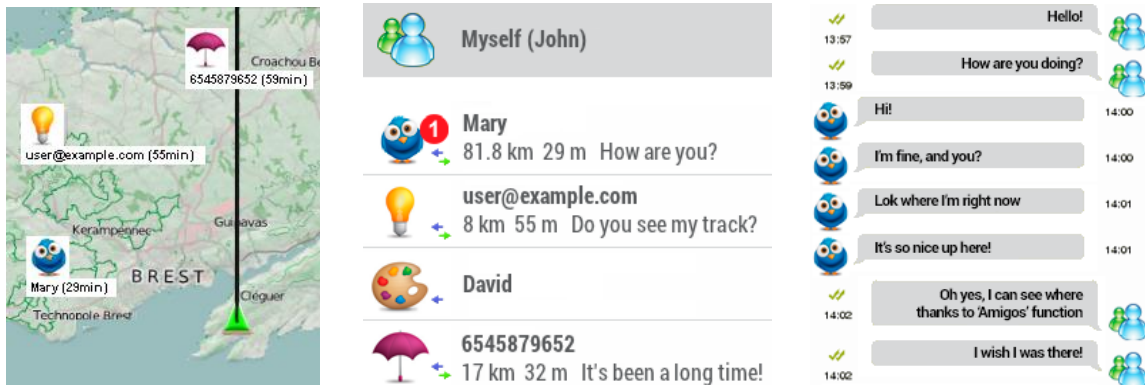 Croachou Be
6545879652 (59min)
user@example.com (55min)
Guipavas
Kerampennec
Mary (29min)
BREST
Cléguer
Technopole Brest
Myself (John)
1
Mary
81.8 km 29 m How are you?
user@example.com
8 km 55 m Do you see my track?
David
6545879652
17 km 32 m It's been a long time!
Hello!
13:57
How are you doing?
13:59
Hi!
14:00
I'm fine, and you?
14:00
Lok where I'm right now
14:01
It's so nice up here!
14:01
Oh yes, I can see where
thanks to 'Amigos' function
14:02
I wish I was there!
14:02